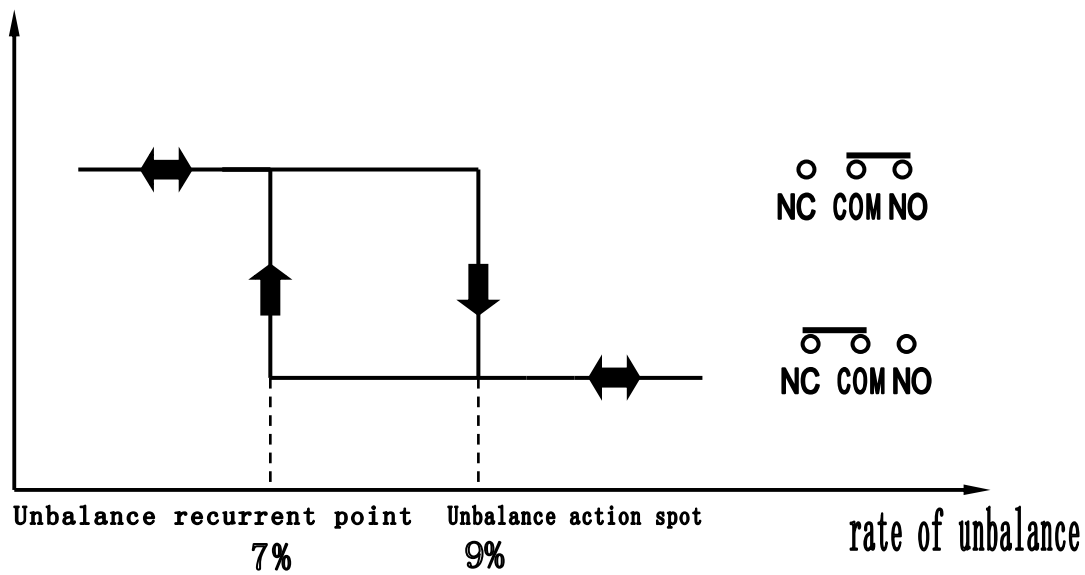 NC COM NO
NC COM NO
Unbalance recurrent point
7%
Unbalance action spot
9%
rate of unbalance